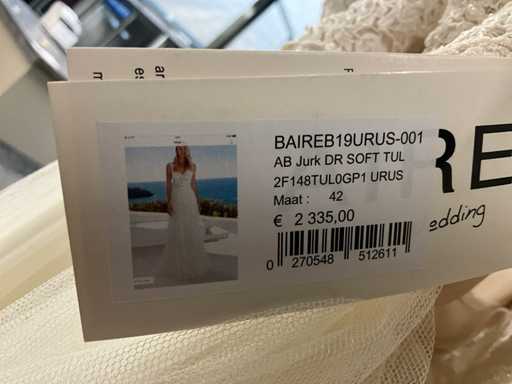 BAIREB19URUS-001
AB Jurk DR SOFT TUL
2F148TUL0GP1 URUS
Maat : 42
€ 2 335,00
0 270548 512611
RE
edding